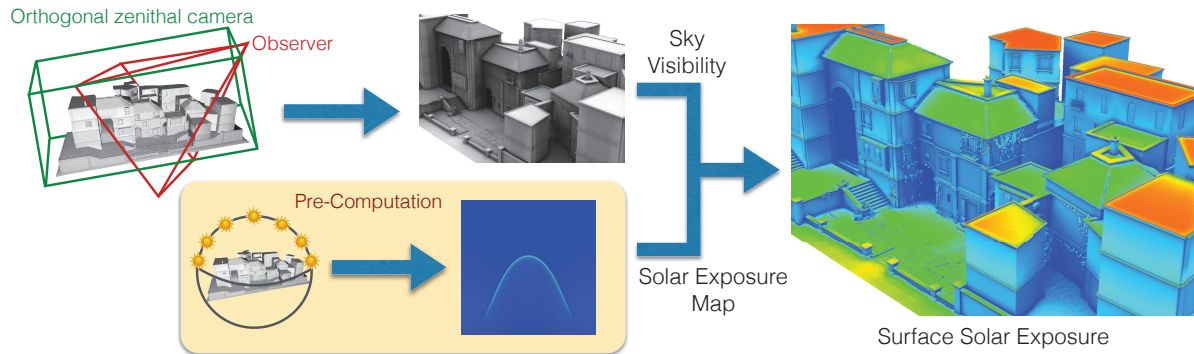 Orthogonal zenithal camera
Observer
Sky
Visibility
Pre-Computation
Solar Exposure
Map
Surface Solar Exposure